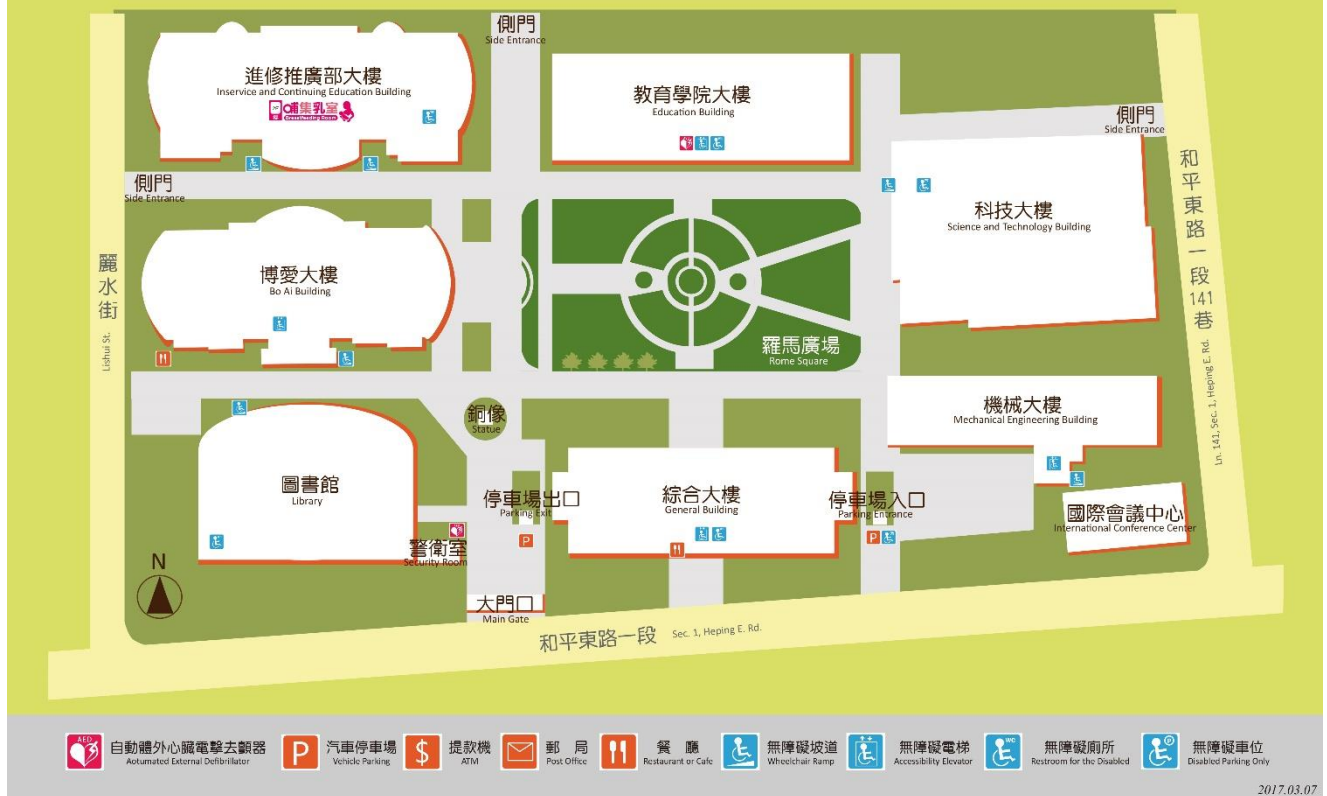 側門
Side Entrance
進修推廣部大樓
Inservice and Continuing Education Building
哺集乳室
Breastfeeding Room
教育學院大樓
Education Building
側門
Side Entrance
側門
Side Entrance
科技大樓
Science and Technology Building
和平東路一段141巷
Ln. 141, Sec. 1, Heping E. Rd.
麗水街
Lishui St.
博愛大樓
Bo Ai Building
羅馬廣場
Rome Square
銅像
Statue
機械大樓
Mechanical Engineering Building
圖書館
Library
停車場出口
Parking Exit
綜合大樓
General Building
停車場入口
Parking Entrance
國際會議中心
International Conference Center
P
P
警衛室
Security Room
N
大門口
Main Gate
和平東路一段 Sec. 1, Heping E. Rd.
AED
自動體外心臟電擊去顫器
Aotumated External Defibrillator
P
汽車停車場
Vehicle Parking
$
提款機
ATM
郵局
Post Office
餐廳
Restaurant or Cafe
無障礙坡道
Wheelchair Ramp
無障礙電梯
Accessibility Elevator
WC
無障礙廁所
Restroom for the Disabled
P
無障礙車位
Disabled Parking Only
2017.03.07